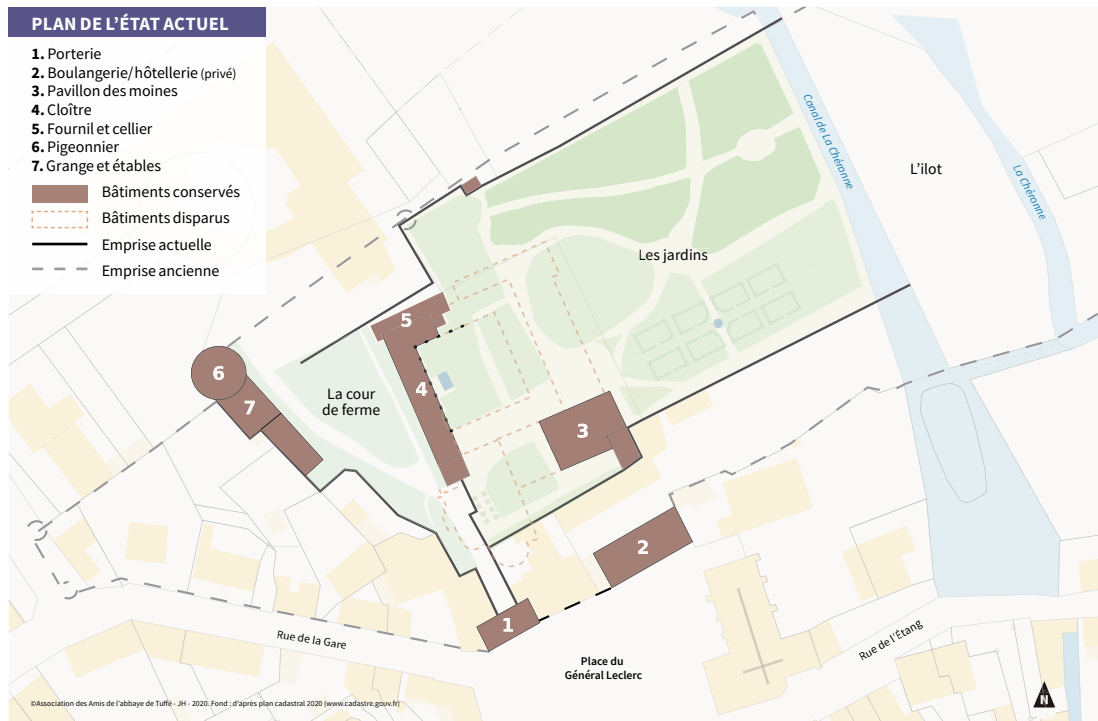 PLAN DE L’ÉTAT ACTUEL
1. Porterie
2. Boulangerie/hôtellerie (privé)
3. Pavillon des moines
4. Cloître
5. Fournil et cellier
6. Pigeonnier
7. Grange et étables
Bâtiments conservés
Bâtiments disparus
Emprise actuelle
Emprise ancienne
Canal de La Chéronne
L’ilot
La Chéronne
Les jardins
5
6
4
La cour
de ferme
7
3
2
1
Rue de la Gare
Place du
Général Leclerc
Rue de l’Étang
N
©Association des Amis de l’abbaye de Tuffé - JH - 2020. Fond : d’après plan cadastral 2020 (www.cadastre.gouv.fr)